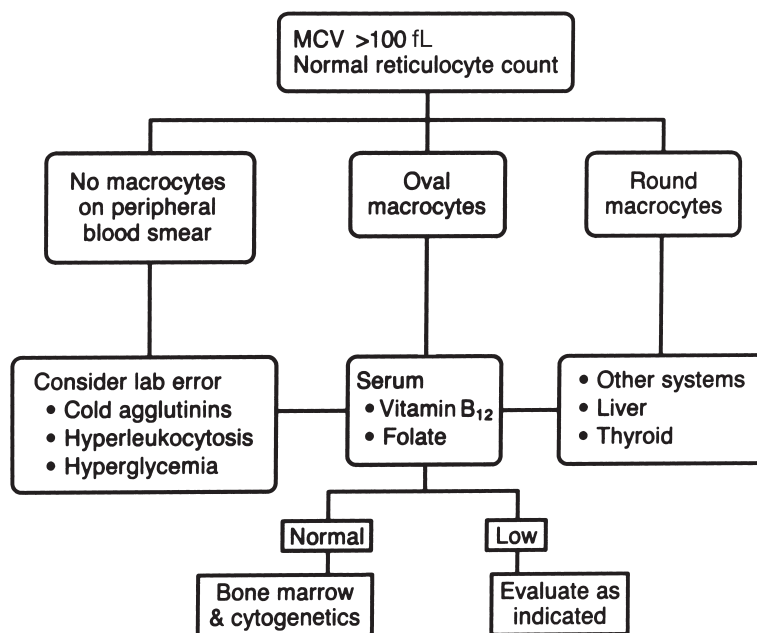 MCV >100 fL
Normal reticulocyte count
No macrocytes
on peripheral
blood smear
Oval
macrocytes
Round
macrocytes
Consider lab error
• Cold agglutinins
• Hyperleukocytosis
• Hyperglycemia
Serum
• Vitamin B₁₂
• Folate
• Other systems
• Liver
• Thyroid
Normal
Low
Bone marrow
& cytogenetics
Evaluate as
indicated